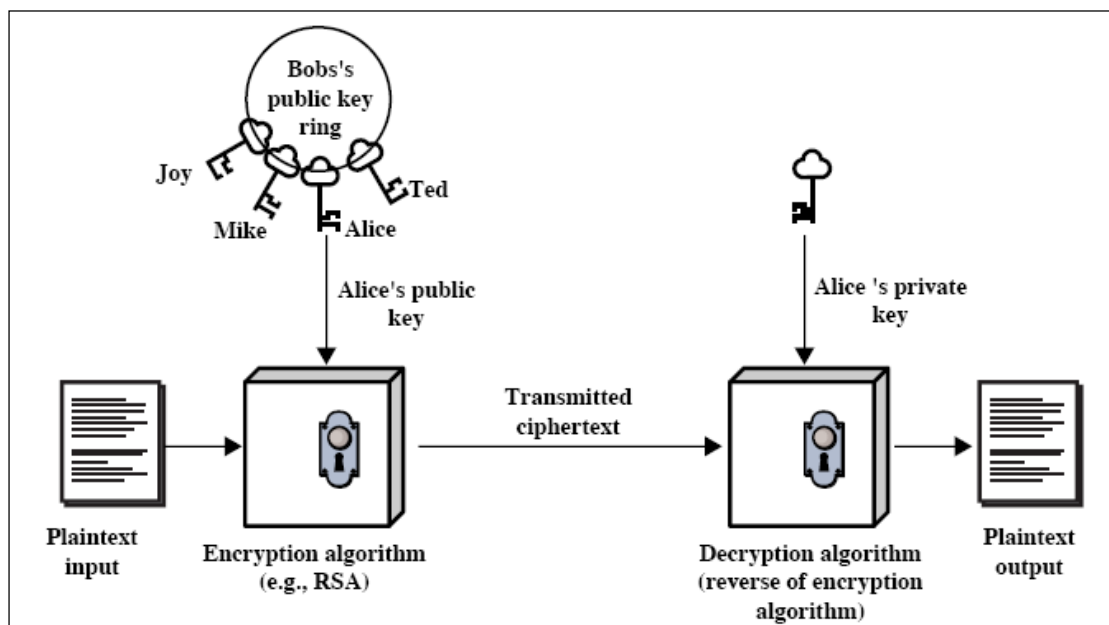 Bobs's
public key
ring
Joy
Ted
Mike
Alice
Alice's public
key
Alice 's private
key
Transmitted
ciphertext
Plaintext
input
Encryption algorithm
(e.g., RSA)
Decryption algorithm
(reverse of encryption
algorithm)
Plaintext
output